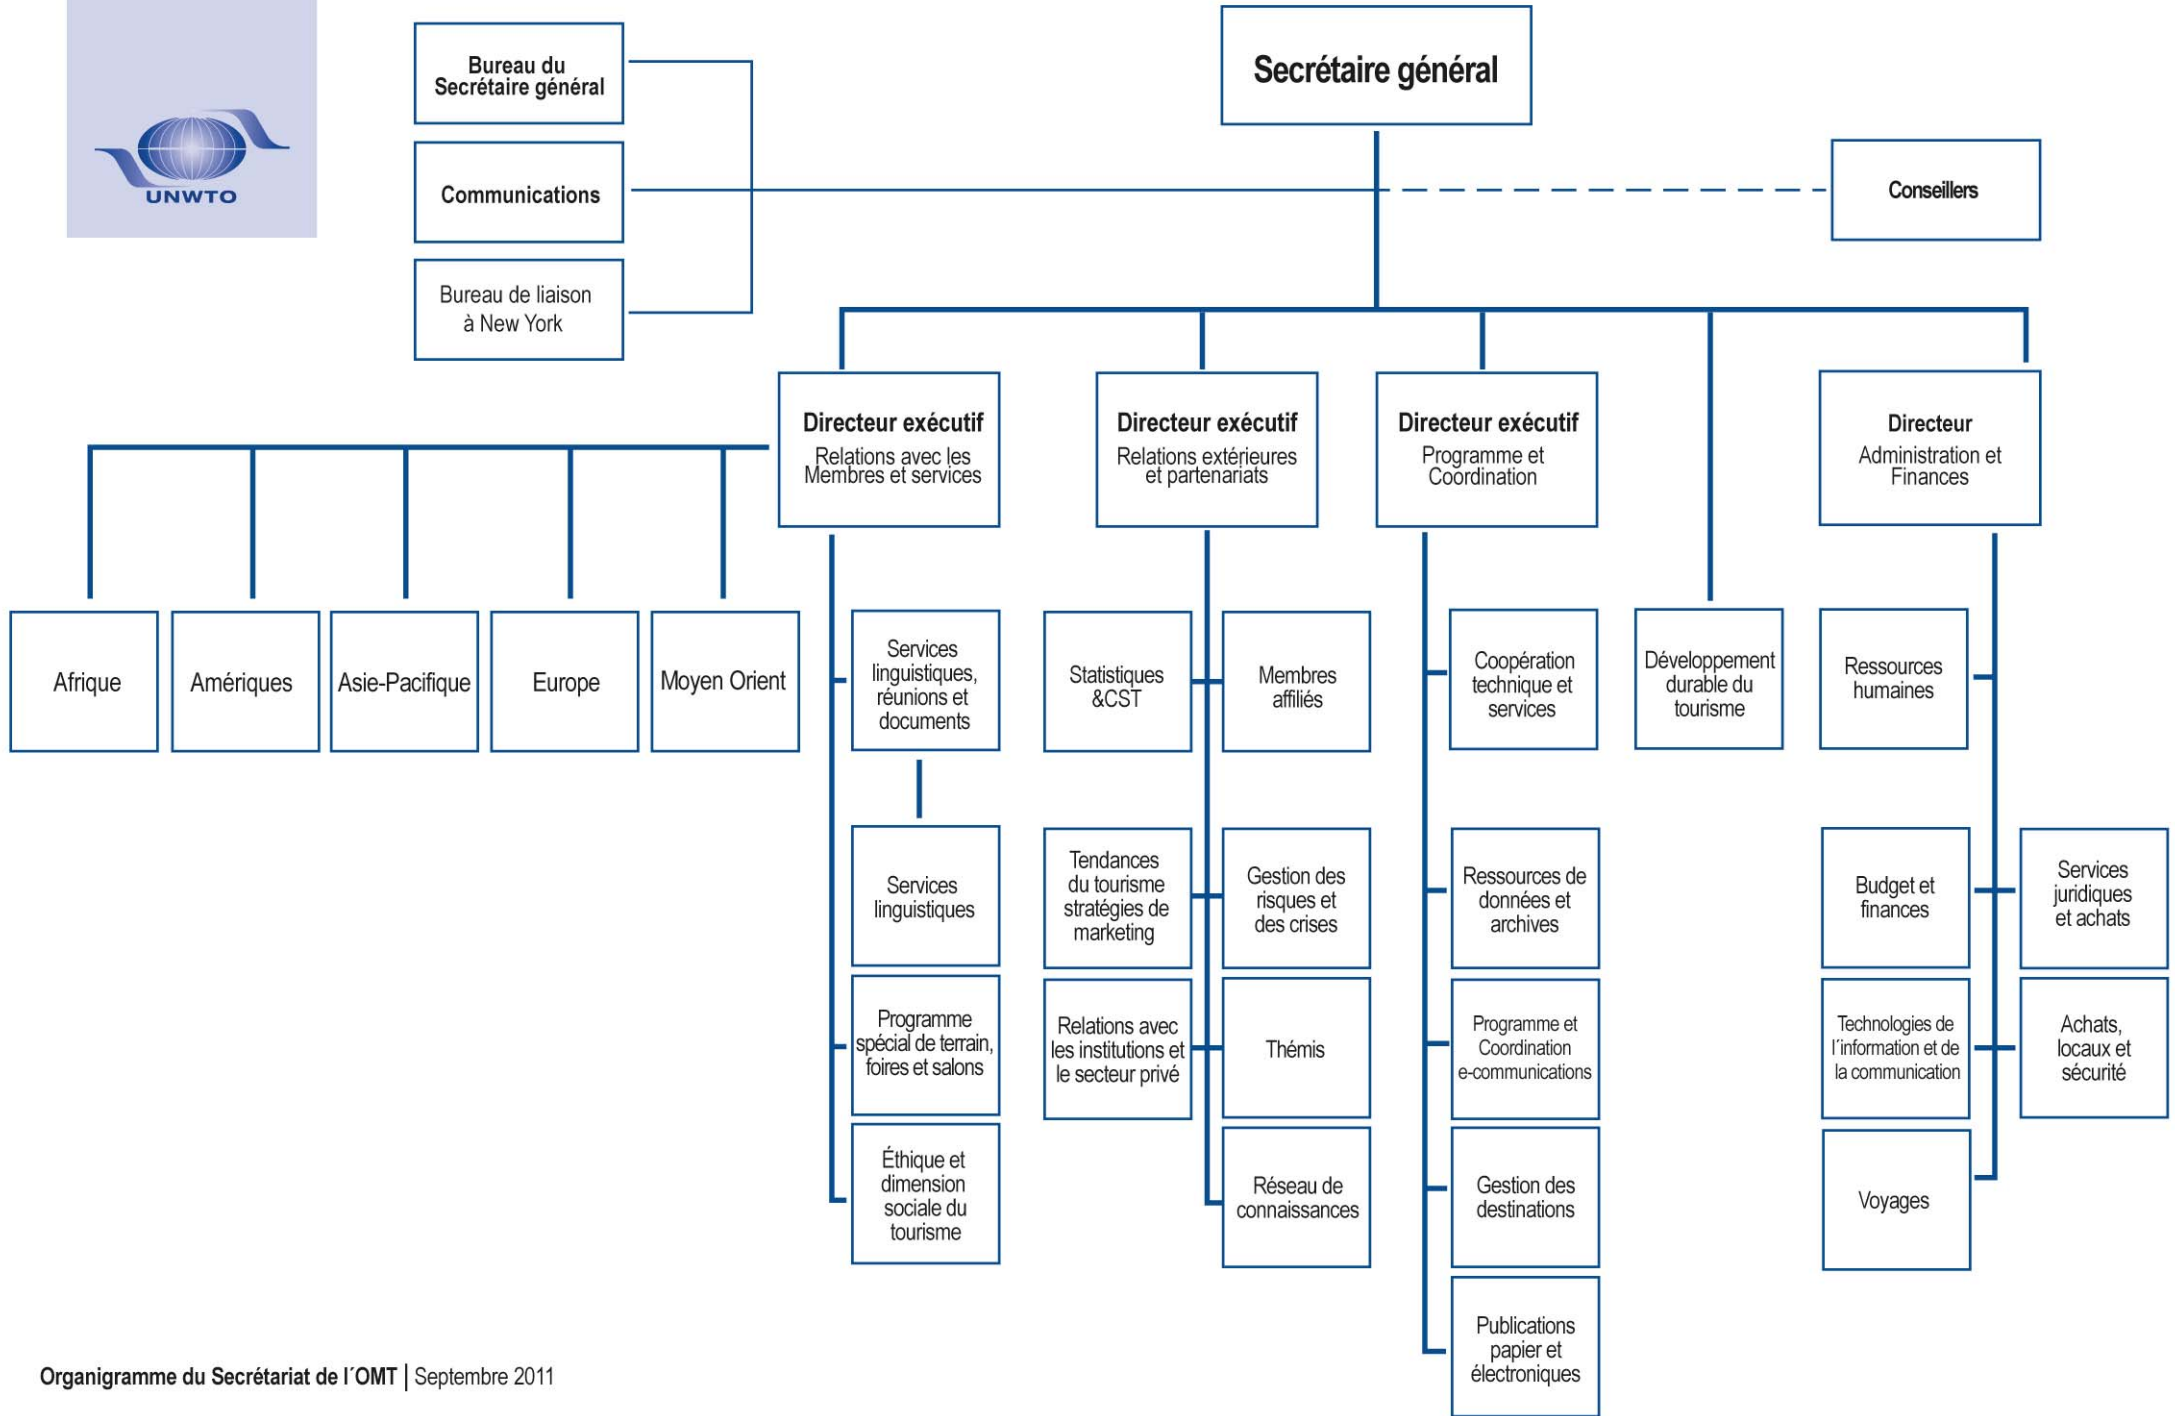 UNWTO
Bureau du
Secrétaire général
Communications
Bureau de liaison
à New York
Secrétaire général
Conseillers
Directeur exécutif
Relations avec les
Membres et services
Directeur exécutif
Relations extérieures
et partenariats
Directeur exécutif
Programme et
Coordination
Directeur
Administration et
Finances
Afrique
Amériques
Asie-Pacifique
Europe
Moyen Orient
Services
linguistiques,
réunions et
documents
Statistiques
&CST
Membres
affiliés
Coopération
technique et
services
Développement
durable du
tourisme
Ressources
humaines
Services
linguistiques
Tendances
du tourisme
stratégies de
marketing
Gestion des
risques et
des crises
Ressources de
données et
archives
Budget et
finances
Services
juridiques
et achats
Programme
spécial de terrain,
foires et salons
Relations avec
les institutions et
le secteur privé
Thémis
Programme et
Coordination
e-communications
Technologies de
l´information et de
la communication
Achats,
locaux et
sécurité
Éthique et
dimension
sociale du
tourisme
Réseau de
connaissances
Gestion des
destinations
Voyages
Publications
papier et
électroniques
Organigramme du Secrétariat de l´OMT | Septembre 2011